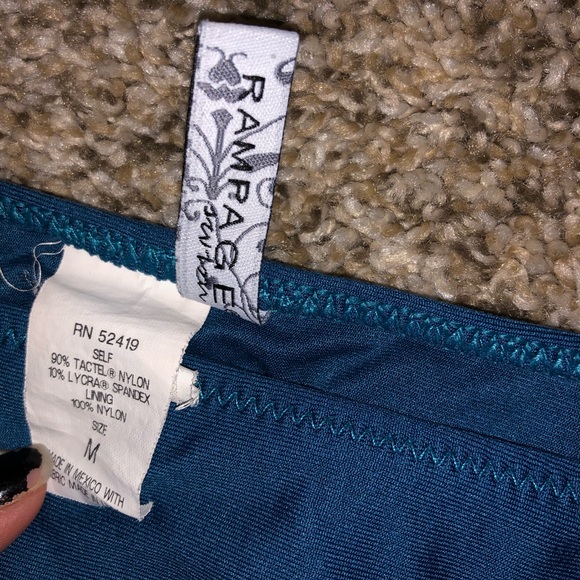 RAMPAGE
RN 52419
SELF
90% TACTEL® NYLON
10% LYCRA® SPANDEX
LINING
100% NYLON
SIZE
M
MADE IN MEXICO WITH